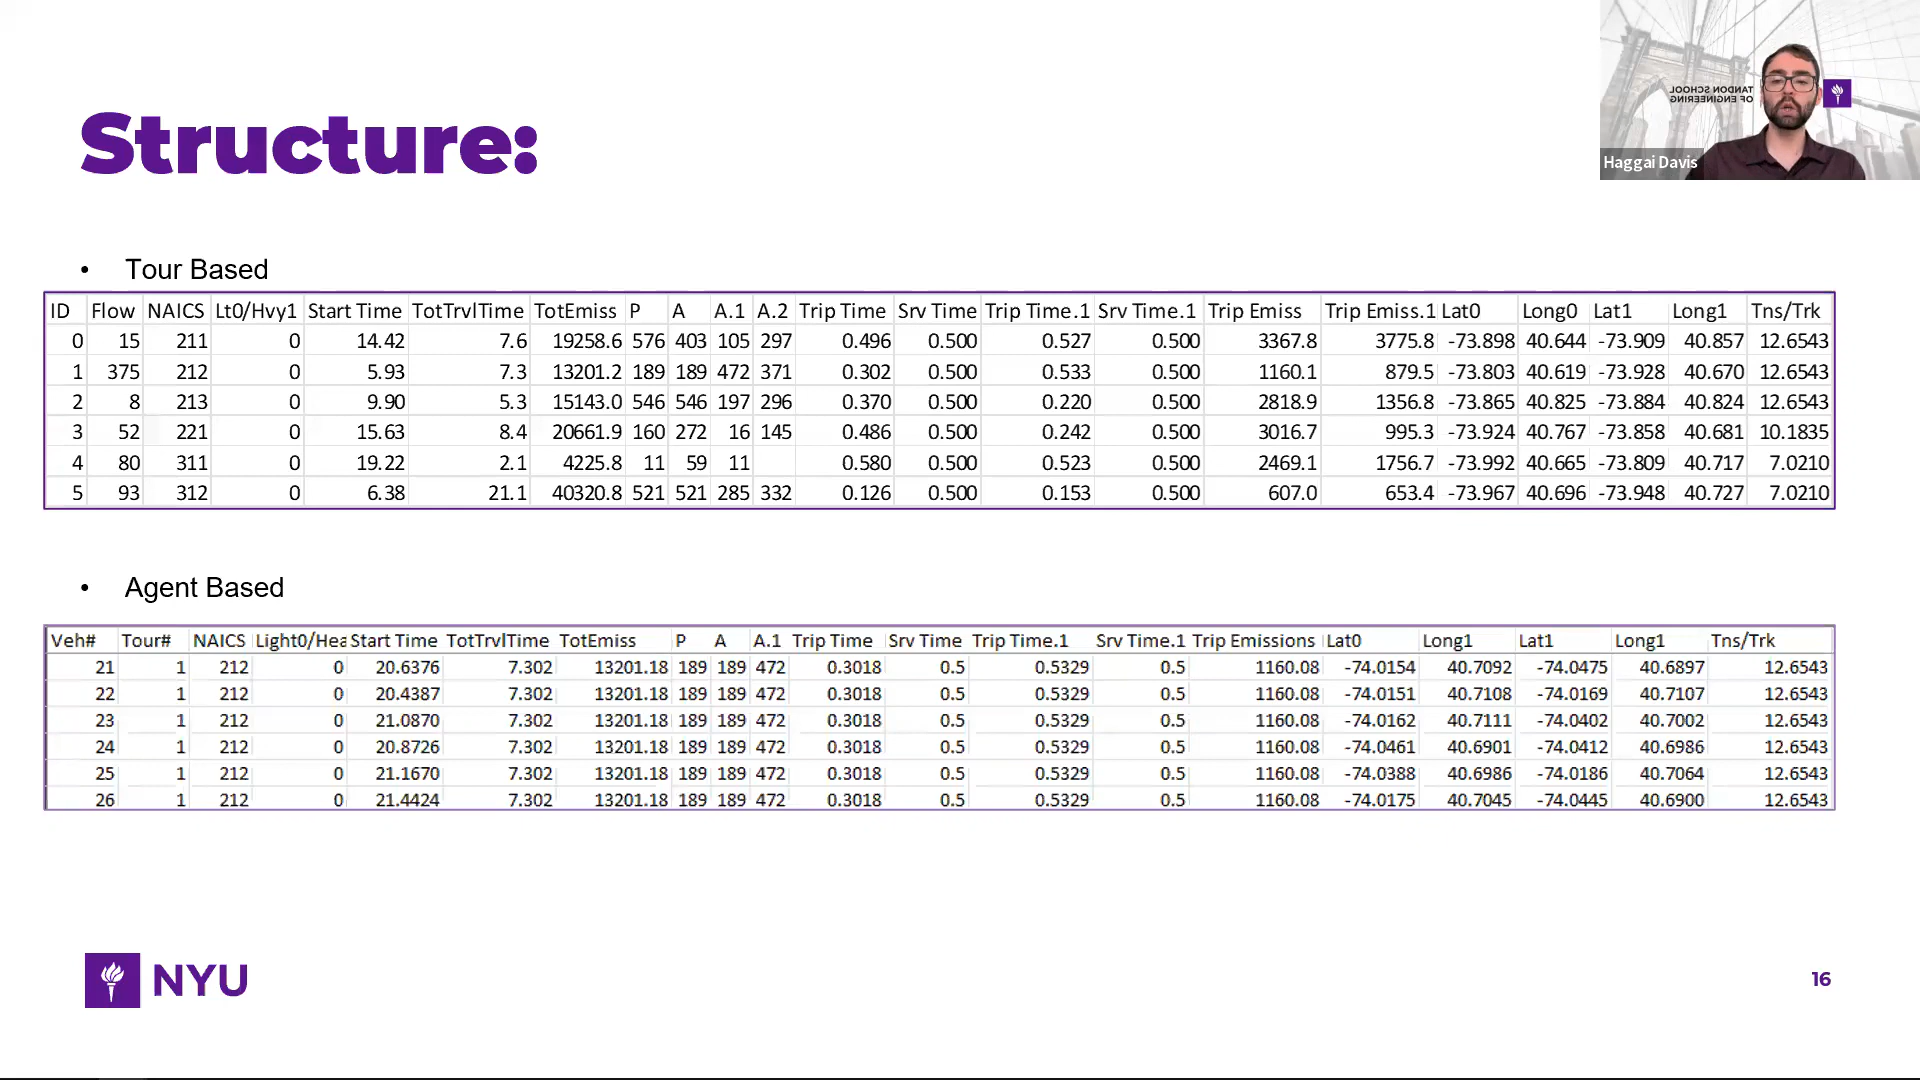 TANDON SCHOOL
OF ENGINEERING
Haggai Davis
Structure:
• Tour Based
ID Flow NAICS Lt0/Hvy1 Start Time TotTrvlTime TotEmiss P A A.1 A.2 Trip Time Srv Time Trip Time.1 Srv Time.1 Trip Emiss Trip Emiss.1 Lat0 Long0 Lat1 Long1 Tns/Trk
0 15 211 0 14.42 7.6 19258.6 576 403 105 297 0.496 0.500 0.527 0.500 3367.8 3775.8 -73.898 40.644 -73.909 40.857 12.6543
1 375 212 0 5.93 7.3 13201.2 189 189 472 371 0.302 0.500 0.533 0.500 1160.1 879.5 -73.803 40.619 -73.928 40.670 12.6543
2 8 213 0 9.90 5.3 15143.0 546 546 197 296 0.370 0.500 0.220 0.500 2818.9 1356.8 -73.865 40.825 -73.884 40.824 12.6543
3 52 221 0 15.63 8.4 20661.9 160 272 16 145 0.486 0.500 0.242 0.500 3016.7 995.3 -73.924 40.767 -73.858 40.681 10.1835
4 80 311 0 19.22 2.1 4225.8 11 59 11 0.580 0.500 0.523 0.500 2469.1 1756.7 -73.992 40.665 -73.809 40.717 7.0210
5 93 312 0 6.38 21.1 40320.8 521 521 285 332 0.126 0.500 0.153 0.500 607.0 653.4 -73.967 40.696 -73.948 40.727 7.0210
• Agent Based
Veh# Tour# NAICS Light0/Hea Start Time TotTrvlTime TotEmiss P A A.1 Trip Time Srv Time Trip Time.1 Srv Time.1 Trip Emissions Lat0 Long1 Lat1 Long1 Tns/Trk
21 1 212 0 20.6376 7.302 13201.18 189 189 472 0.3018 0.5 0.5329 0.5 1160.08 -74.0154 40.7092 -74.0475 40.6897 12.6543
22 1 212 0 20.4387 7.302 13201.18 189 189 472 0.3018 0.5 0.5329 0.5 1160.08 -74.0151 40.7108 -74.0169 40.7107 12.6543
23 1 212 0 21.0870 7.302 13201.18 189 189 472 0.3018 0.5 0.5329 0.5 1160.08 -74.0162 40.7111 -74.0402 40.7002 12.6543
24 1 212 0 20.8726 7.302 13201.18 189 189 472 0.3018 0.5 0.5329 0.5 1160.08 -74.0461 40.6901 -74.0412 40.6986 12.6543
25 1 212 0 21.1670 7.302 13201.18 189 189 472 0.3018 0.5 0.5329 0.5 1160.08 -74.0388 40.6986 -74.0186 40.7064 12.6543
26 1 212 0 21.4424 7.302 13201.18 189 189 472 0.3018 0.5 0.5329 0.5 1160.08 -74.0175 40.7045 -74.0445 40.6900 12.6543
NYU
16